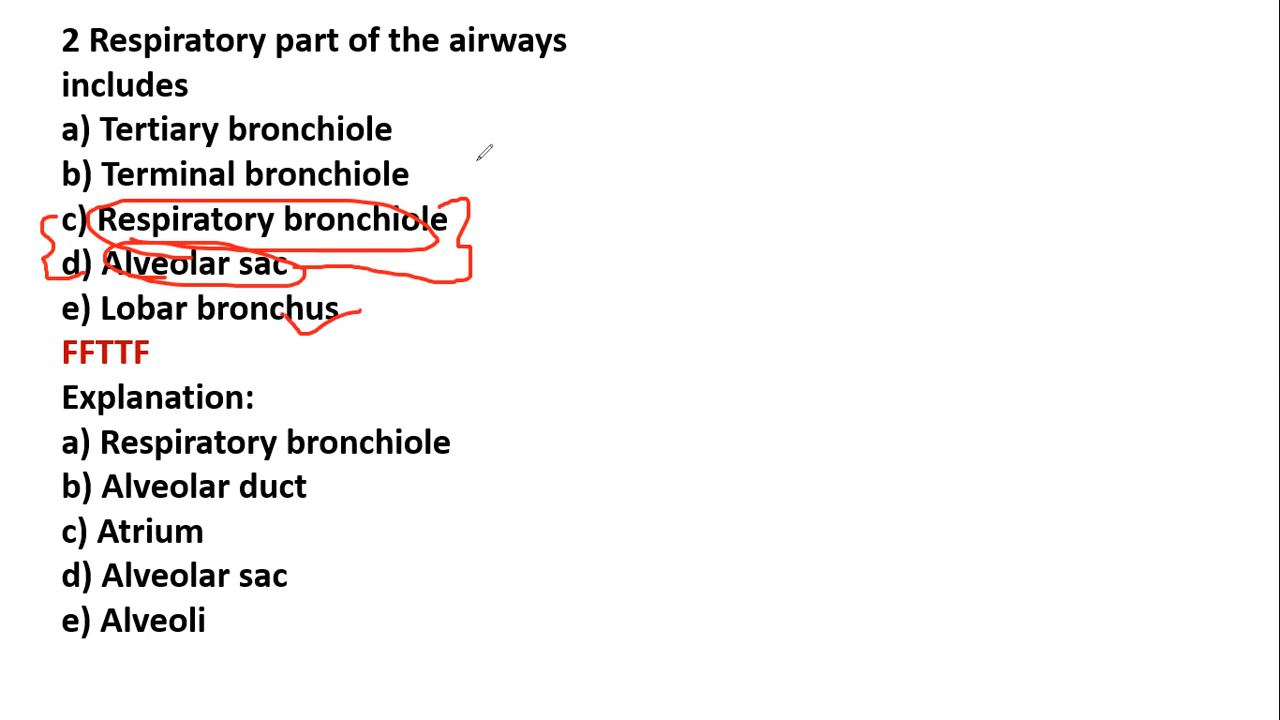 2 Respiratory part of the airways
includes
a) Tertiary bronchiole
b) Terminal bronchiole
c) Respiratory bronchiole
d) Alveolar sac
e) Lobar bronchus
FFTTF
Explanation:
a) Respiratory bronchiole
b) Alveolar duct
c) Atrium
d) Alveolar sac
e) Alveoli